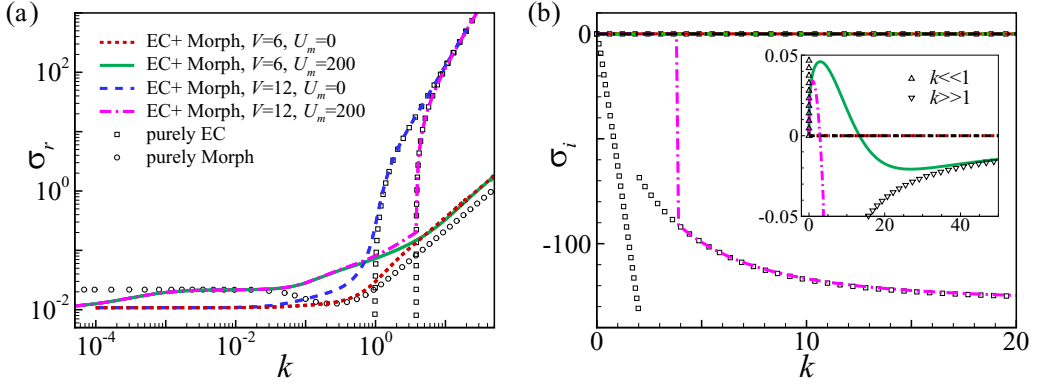 (a)
EC+ Morph, V=6, U_m=0
EC+ Morph, V=6, U_m=200
EC+ Morph, V=12, U_m=0
EC+ Morph, V=12, U_m=200
purely EC
purely Morph
10^2
10^0
10^-2
σ_r
10^-4
10^-2
10^0
k
(b)
0
-100
σ_i
0
5
10
15
20
k
0.05
0
-0.05
0
20
40
k<<1
k>>1